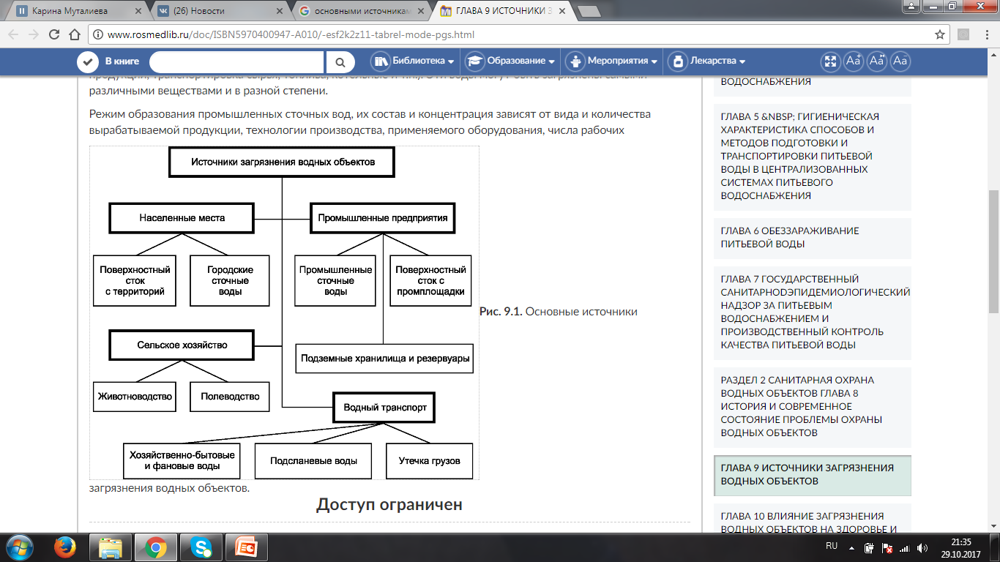 Карина Муталиева
(26) Новости
основными источникам
ГЛАВА 9 ИСТОЧНИКИ З
www.rosmedlib.ru/doc/ISBN5970400947-A010/-esf2k2z11-tabrel-mode-pgs.html
В книге
Библиотека
Образование
Мероприятия
Лекарства
Aa+
Aa
Aa-
различными веществами и в разной степени.
Режим образования промышленных сточных вод, их состав и концентрация зависят от вида и количества
вырабатываемой продукции, технологии производства, применяемого оборудования, числа рабочих
Источники загрязнения водных объектов
Населенные места
Промышленные предприятия
Поверхностный
сток
с территорий
Городские
сточные
воды
Промышленные
сточные
воды
Поверхностный
сток с
промплощадки
Рис. 9.1. Основные источники
Сельское хозяйство
Подземные хранилища и резервуары
Животноводство
Полеводство
Водный транспорт
Хозяйственно-бытовые
и фановые воды
Подсланевые воды
Утечка грузов
загрязнения водных объектов.
Доступ ограничен
ВОДОСНАБЖЕНИЯ
ГЛАВА 5 &NBSP; ГИГИЕНИЧЕСКАЯ
ХАРАКТЕРИСТИКА СПОСОБОВ И
МЕТОДОВ ПОДГОТОВКИ И
ТРАНСПОРТИРОВКИ ПИТЬЕВОЙ
ВОДЫ В ЦЕНТРАЛИЗОВАННЫХ
СИСТЕМАХ ПИТЬЕВОГО
ВОДОСНАБЖЕНИЯ
ГЛАВА 6 ОБЕЗЗАРАЖИВАНИЕ
ПИТЬЕВОЙ ВОДЫ
ГЛАВА 7 ГОСУДАРСТВЕННЫЙ
САНИТАРНОDЭПИДЕМИОЛОГИЧЕСКИЙ
НАДЗОР ЗА ПИТЬЕВЫМ
ВОДОСНАБЖЕНИЕМ И
ПРОИЗВОДСТВЕННЫЙ КОНТРОЛЬ
КАЧЕСТВА ПИТЬЕВОЙ ВОДЫ
РАЗДЕЛ 2 САНИТАРНАЯ ОХРАНА
ВОДНЫХ ОБЪЕКТОВ ГЛАВА 8
ИСТОРИЯ И СОВРЕМЕННОЕ
СОСТОЯНИЕ ПРОБЛЕМЫ ОХРАНЫ
ВОДНЫХ ОБЪЕКТОВ
ГЛАВА 9 ИСТОЧНИКИ ЗАГРЯЗНЕНИЯ
ВОДНЫХ ОБЪЕКТОВ
ГЛАВА 10 ВЛИЯНИЕ ЗАГРЯЗНЕНИЯ
ВОДНЫХ ОБЪЕКТОВ НА ЗДОРОВЬЕ И
RU
21:35
29.10.2017